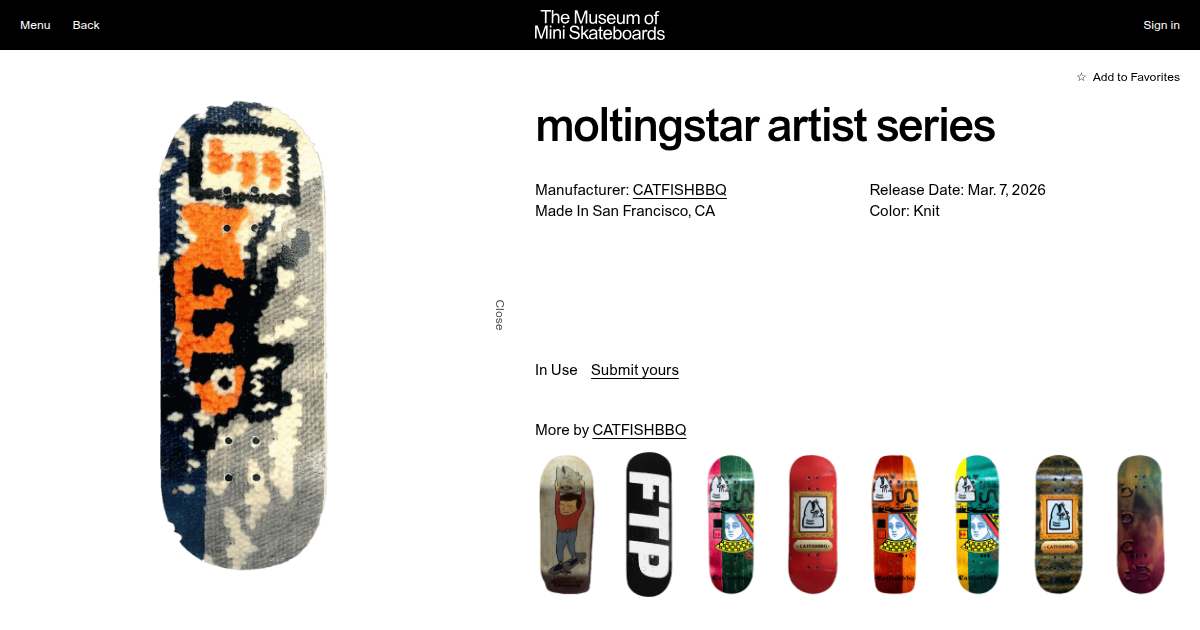 Menu
Back
The Museum of
Mini Skateboards
Sign in
☆ Add to Favorites
moltingstar artist series
Manufacturer: CATFISHBBQ
Release Date: Mar. 7, 2026
Made In San Francisco, CA
Color: Knit
Close
In Use
Submit yours
More by CATFISHBBQ
FTP
CATFISHBBQ
CATFISHBBQ